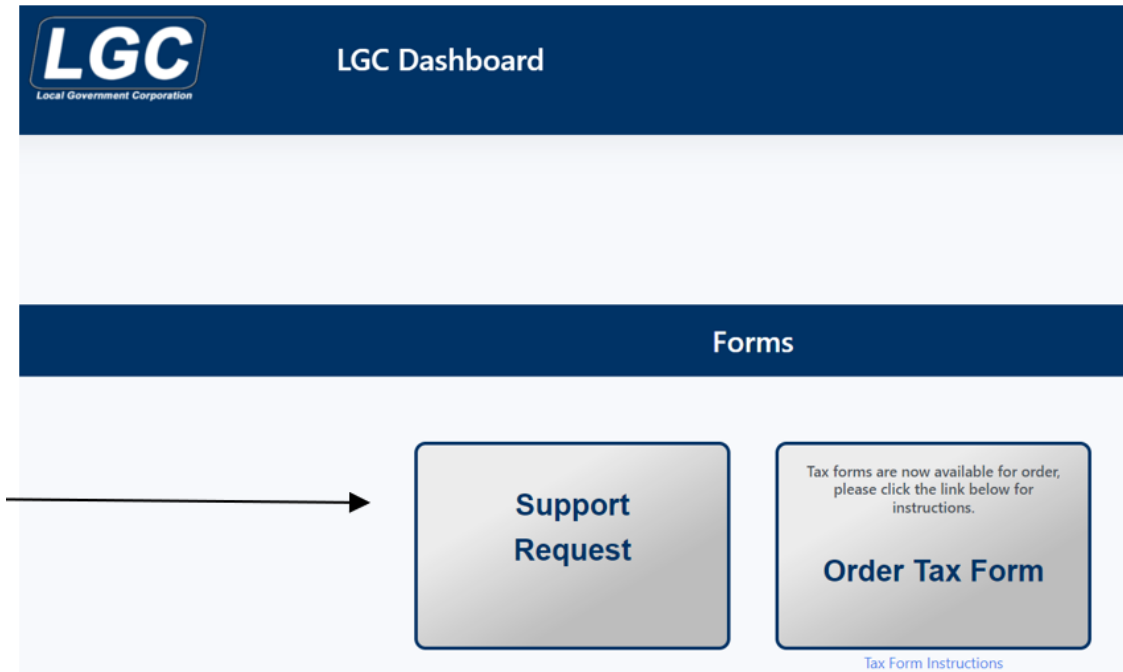 LGC
Local Government Corporation
LGC Dashboard
Forms
Support
Request
Tax forms are now available for order,
please click the link below for
instructions.
Order Tax Form
Tax Form Instructions